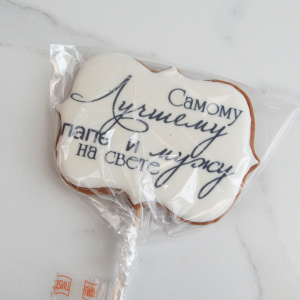 Самому
Лучшему
папе и мужу
на свете